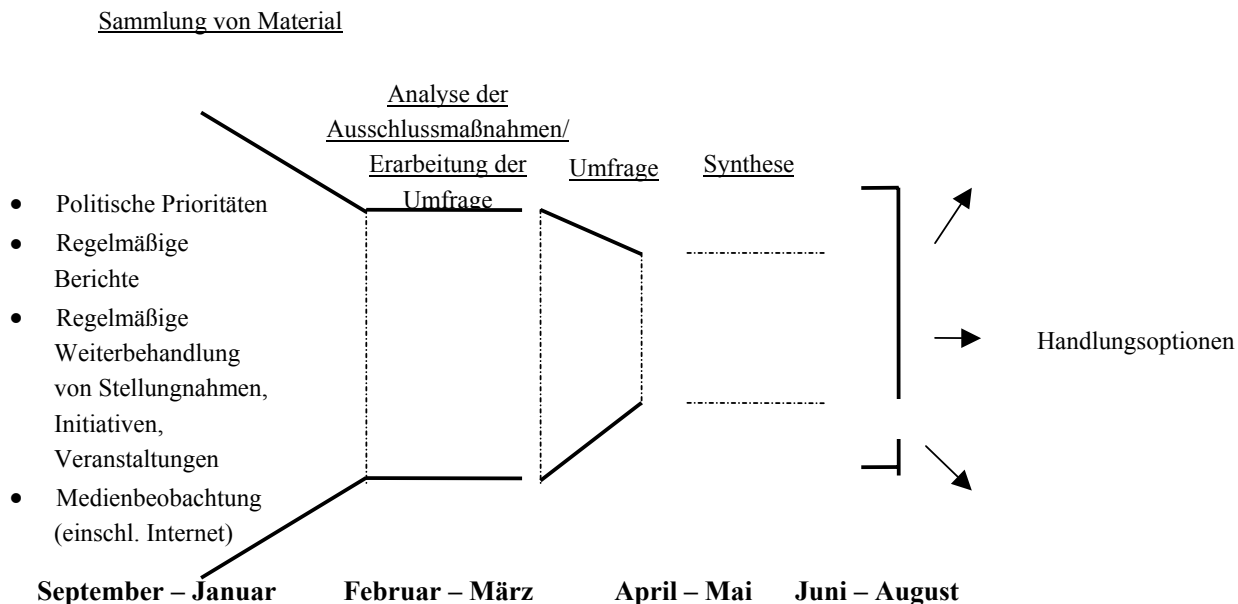 Sammlung von Material
Analyse der
Ausschlussmaßnahmen/
Erarbeitung der
Umfrage
Umfrage
Synthese
• Politische Prioritäten
• Regelmäßige
Berichte
• Regelmäßige
Weiterbehandlung
von Stellungnahmen,
Initiativen,
Veranstaltungen
• Medienbeobachtung
(einschl. Internet)
Handlungsoptionen
September – Januar Februar – März April – Mai Juni – August